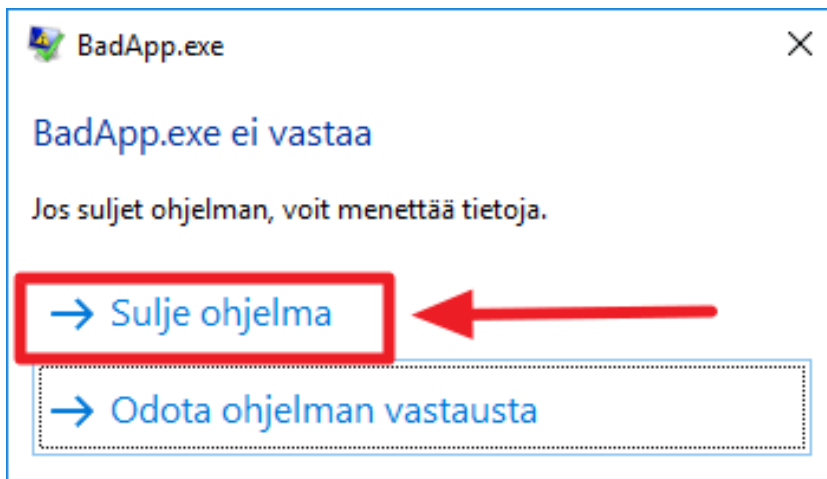 BadApp.exe
BadApp.exe ei vastaa
Jos suljet ohjelman, voit menettää tietoja.
Sulje ohjelma
Odota ohjelman vastausta